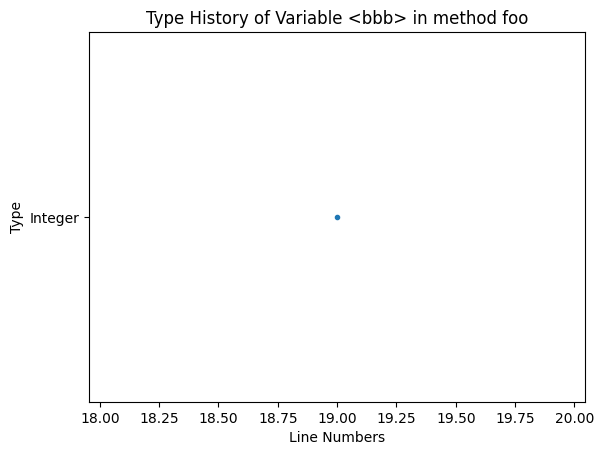 Type History of Variable <bbb> in method foo
Type
Integer
18.00 18.25 18.50 18.75 19.00 19.25 19.50 19.75 20.00
Line Numbers